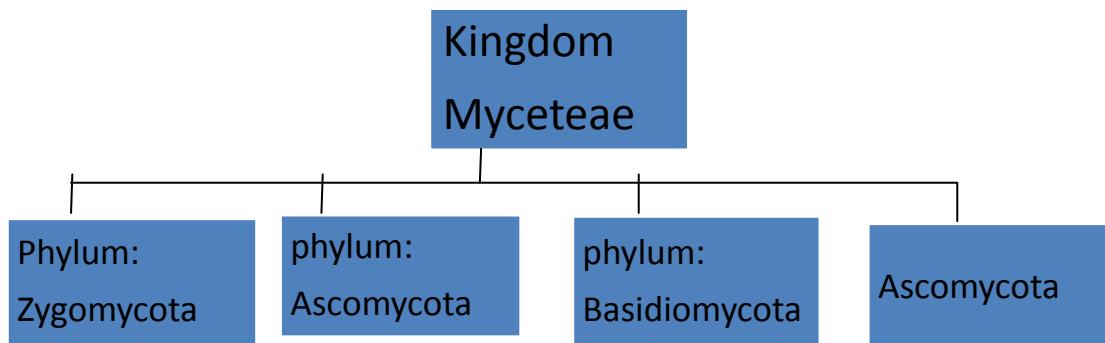 Kingdom
Myceteae
Phylum:
Zygomycota
phylum:
Ascomycota
phylum:
Basidiomycota
Ascomycota